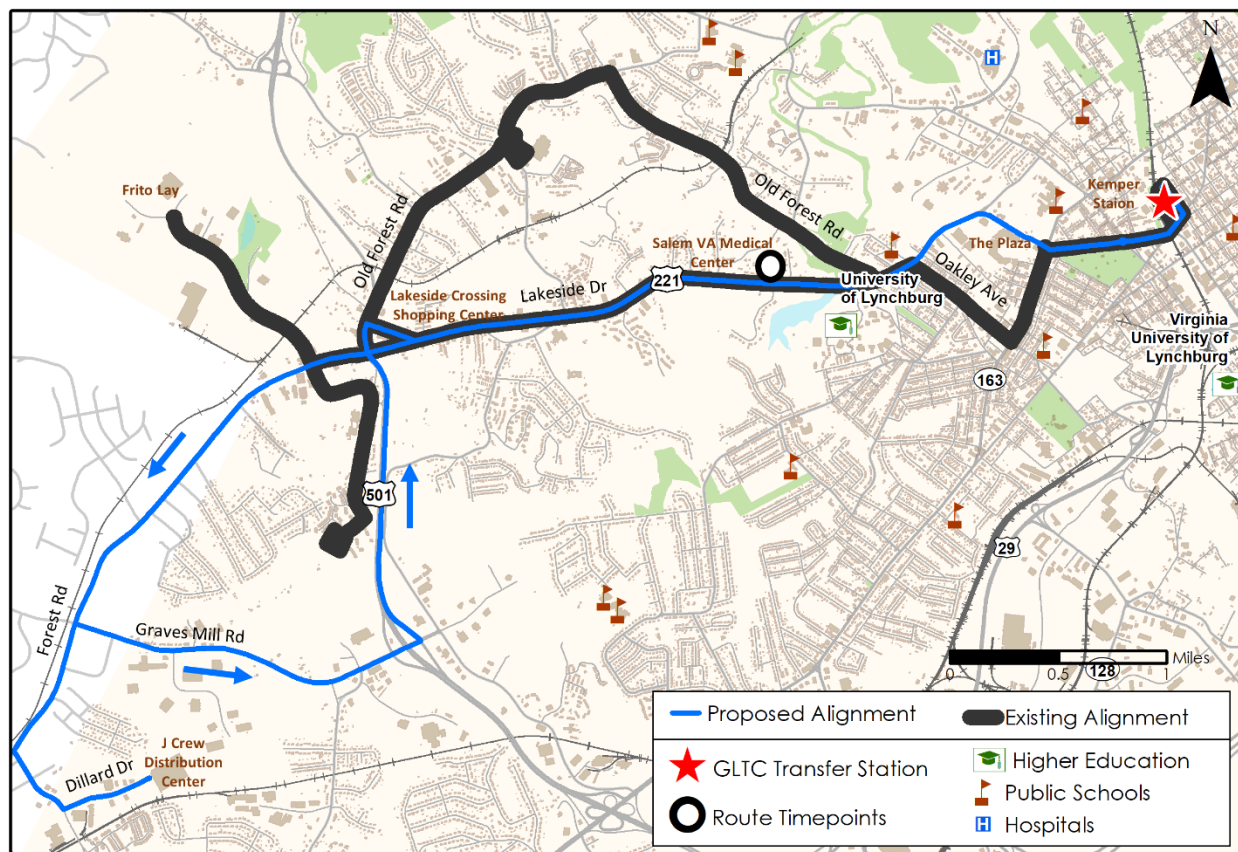 N
H
Kemper
Staion
Frito Lay
Old Forest Rd
Old Forest Rd
The Plaza
Salem VA Medical
Center
Oakley Ave
University
of Lynchburg
221
Lakeside Dr
Lakeside Crossing
Shopping Center
Virginia
University of
Lynchburg
163
501
29
Forest Rd
Graves Mill Rd
Miles
0
0.5
128
1
J Crew
Distribution
Center
Dillard Dr
Proposed Alignment
Existing Alignment
GLTC Transfer Station
Route Timepoints
Higher Education
Public Schools
H
Hospitals